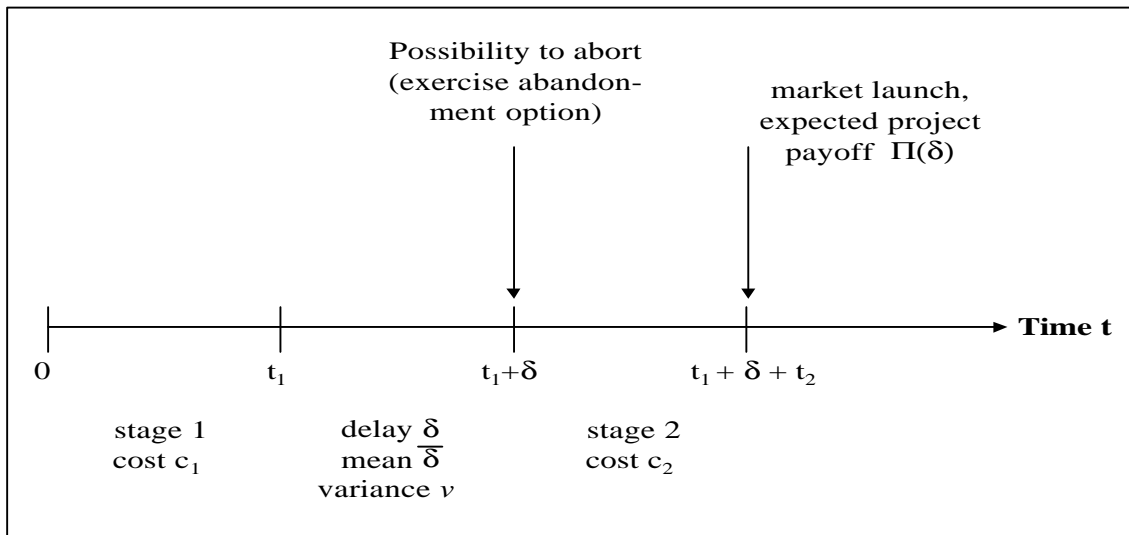 Possibility to abort
(exercise abandon-
ment option)
market launch,
expected project
payoff Π(δ)
Time t
0
t₁
t₁+δ
t₁ + δ + t₂
stage 1
cost c₁
delay δ
mean δ̅
variance v
stage 2
cost c₂